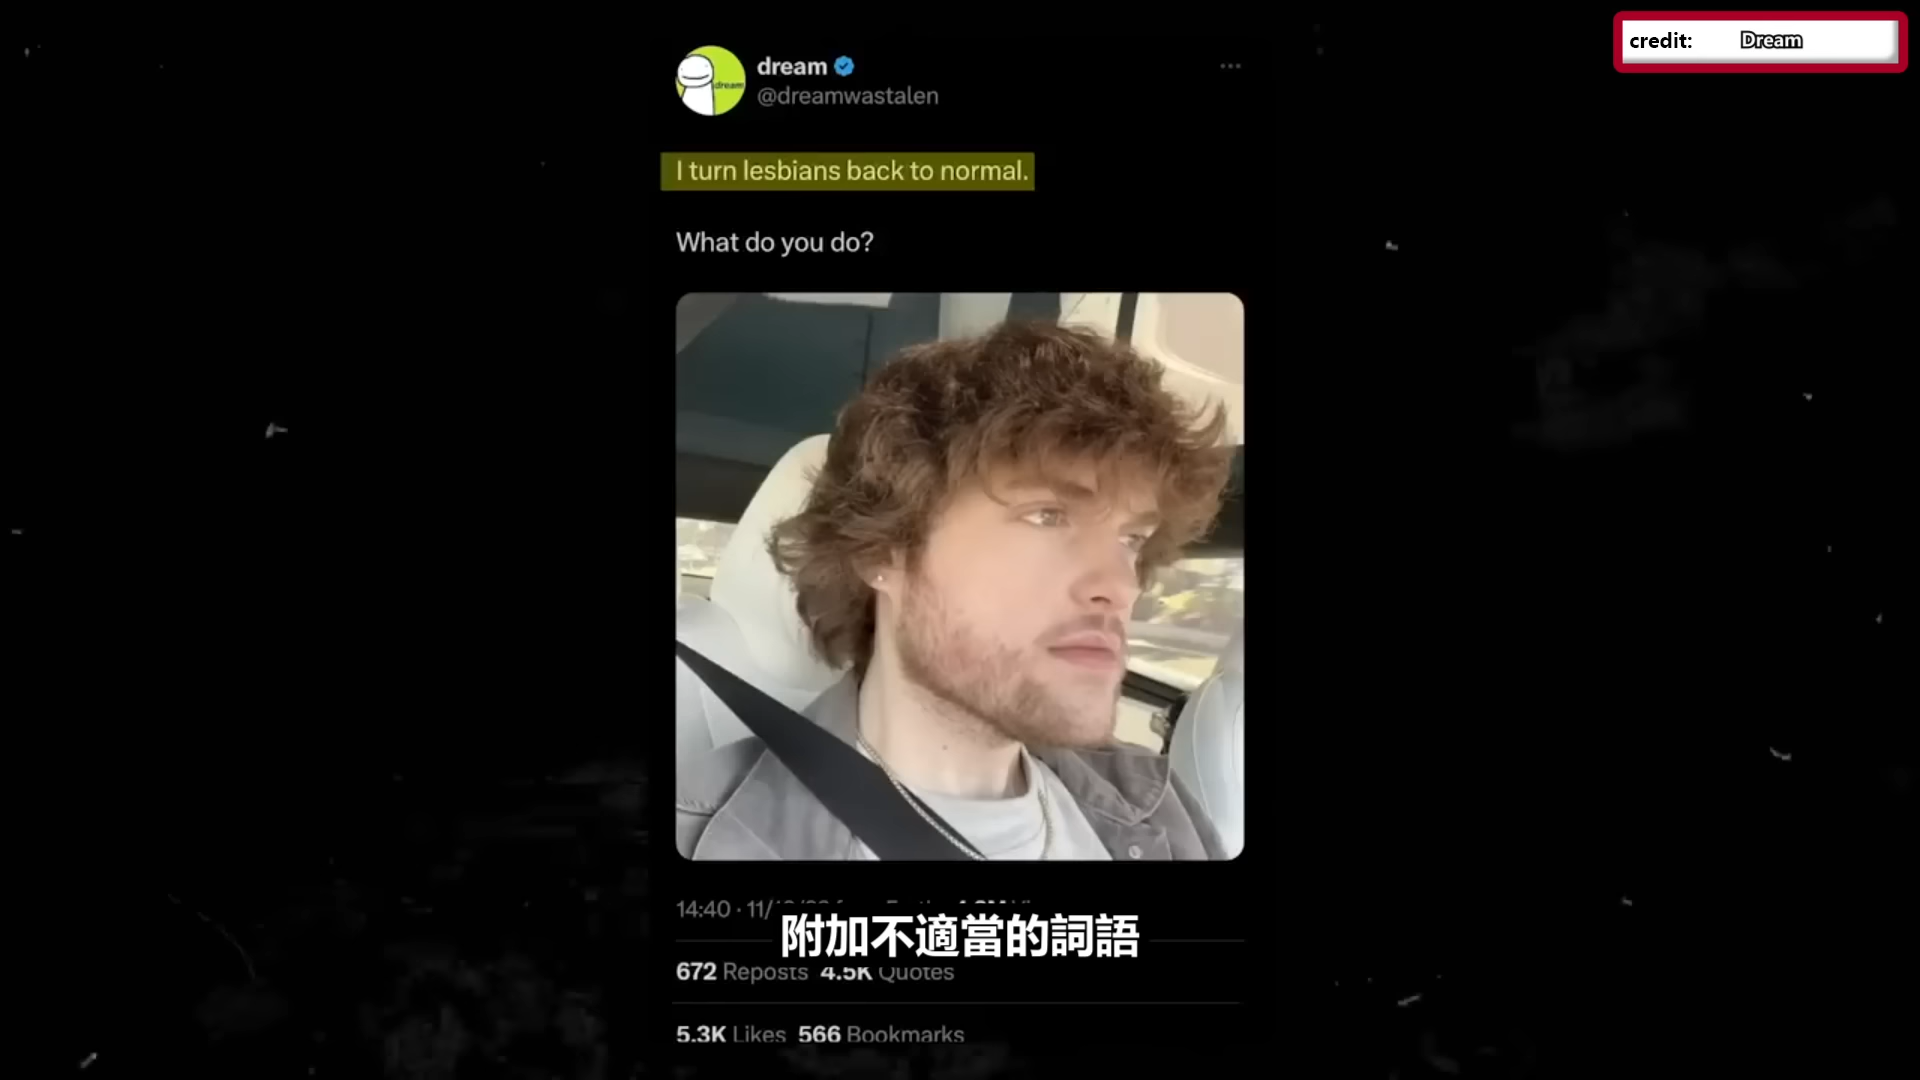 credit: Dream
dream
@dreamwastalen
dream
I turn lesbians back to normal.
What do you do?
14:40 · 11/
附加不適當的詞語
672 Reposts 4.5K Quotes
5.3K Likes 566 Bookmarks